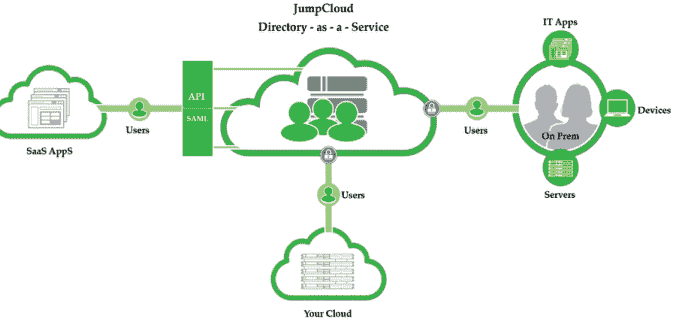 JumpCloud
Directory - as - a - Service
IT Apps
API
SAML
Users
Users
Devices
On Prem
SaaS AppS
Servers
Users
Your Cloud